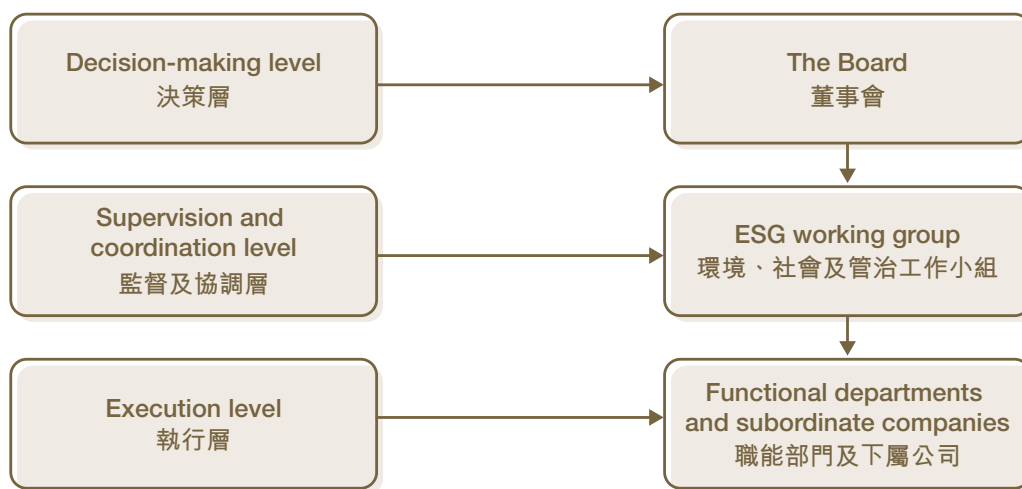 Decision-making level
決策層
The Board
董事會
Supervision and
coordination level
監督及協調層
ESG working group
環境、社會及管治工作小組
Execution level
執行層
Functional departments
and subordinate companies
職能部門及下屬公司